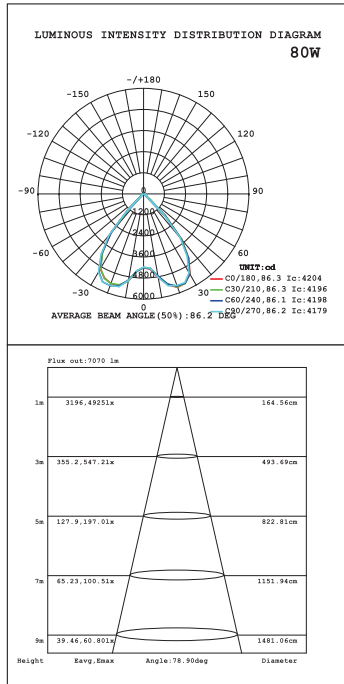 LUMINOUS INTENSITY DISTRIBUTION DIAGRAM
80W
-/+180
-150 150
-120 120
-90 90
-60 60
-30 30
0
0
1200
2400
3600
4800
6000
UNIT:cd
C0/180,86.3 Ic:4204
C30/210,86.3 Ic:4196
C60/240,86.1 Ic:4198
C90/270,86.2 Ic:4179
AVERAGE BEAM ANGLE(50%):86.2 DEG
Flux out:7070 lm
1m 3196,4925lx 164.56cm
3m 355.2,547.2lx 493.69cm
5m 127.9,197.0lx 822.81cm
7m 65.23,100.5lx 1151.94cm
9m 39.46,60.80lx 1481.06cm
Height Eavg,Emax Angle:78.90deg Diameter